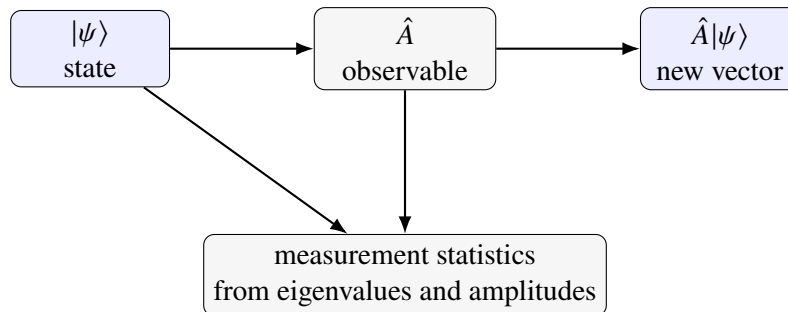 |ψ⟩
state
Â
observable
Â|ψ⟩
new vector
measurement statistics
from eigenvalues and amplitudes